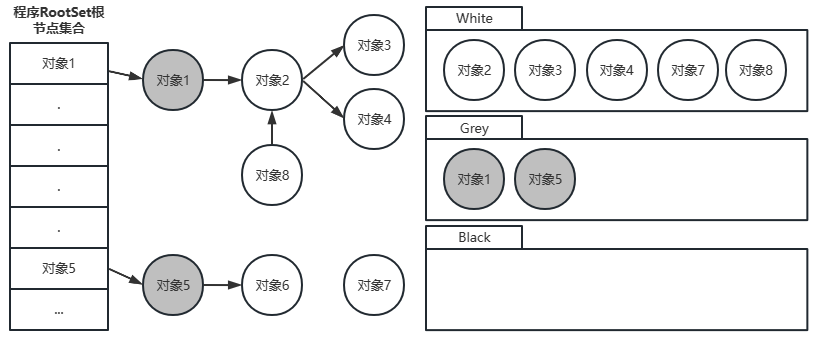 程序RootSet根
节点集合
对象1
.
.
.
.
对象5
...
对象1
对象2
对象3
对象4
对象8
对象5
对象6
对象7
White
对象2
对象3
对象4
对象7
对象8
Grey
对象1
对象5
Black